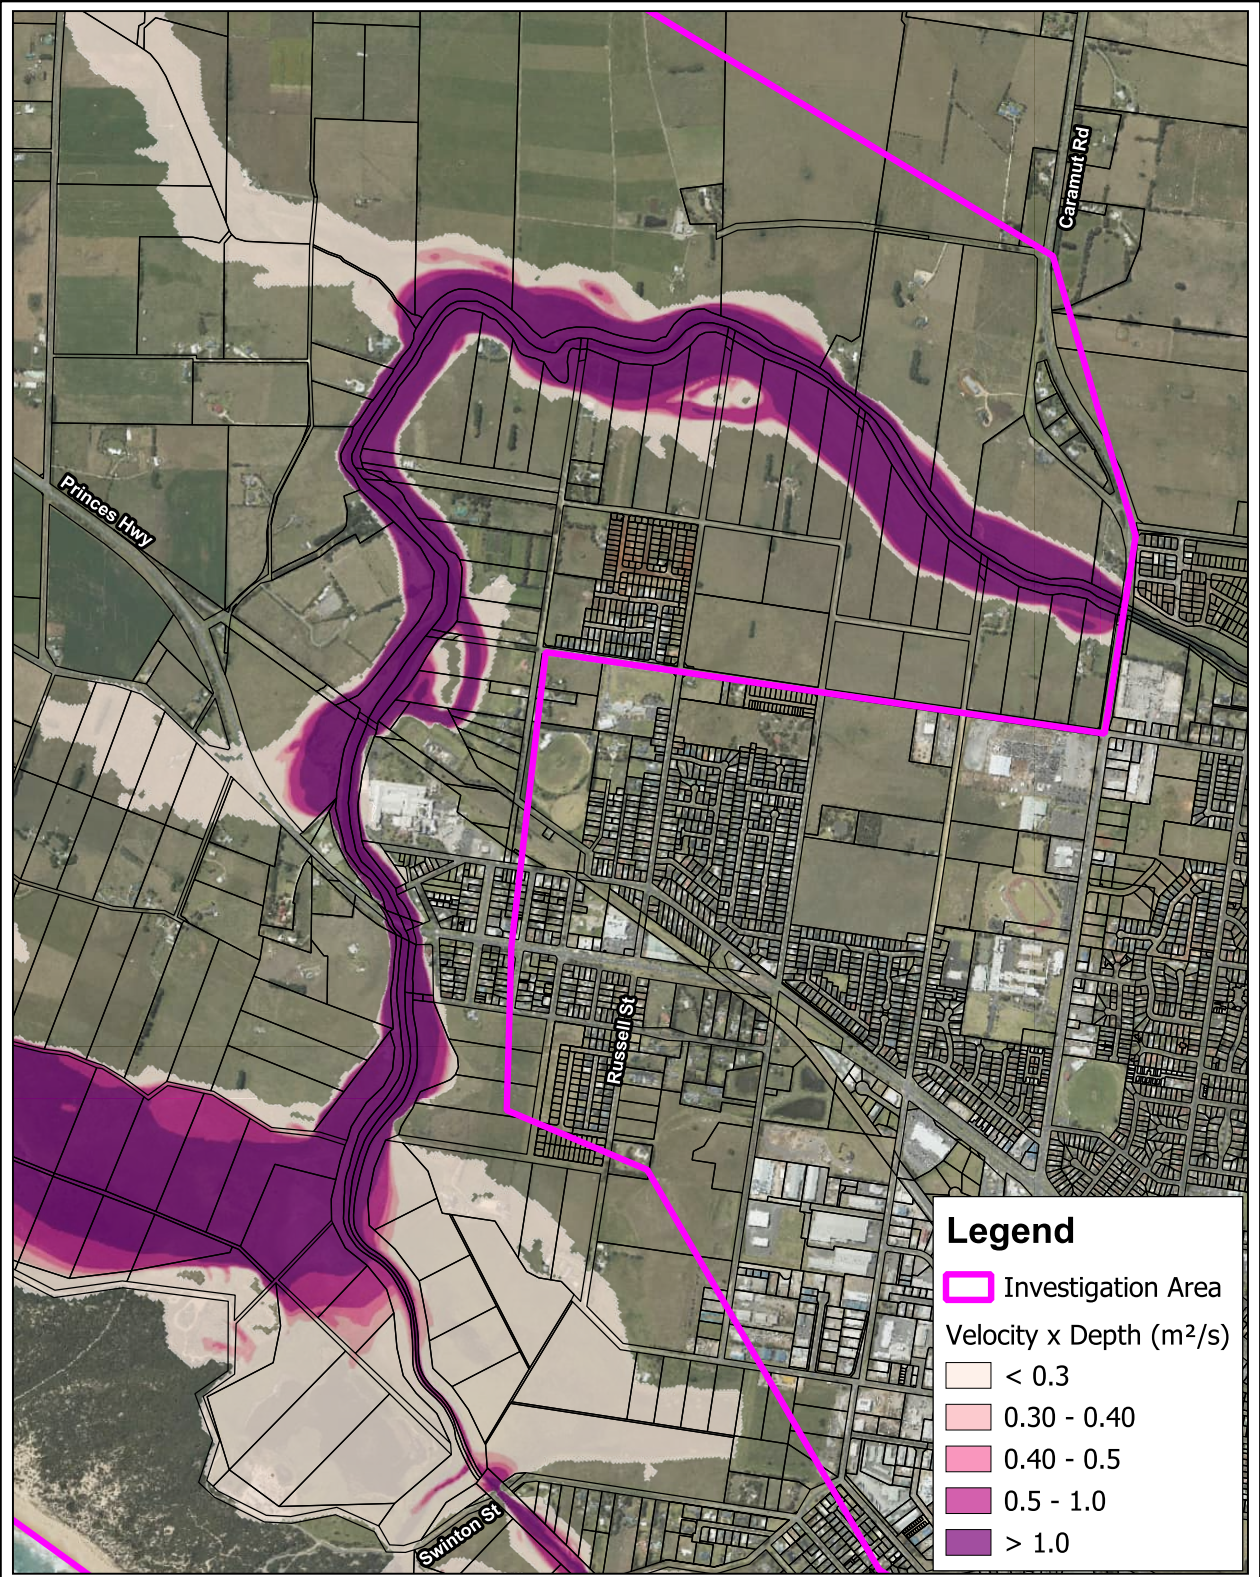 Caramut Rd
Princes Hwy
Russell St
Swinton St
Legend
Investigation Area
Velocity x Depth (m²/s)
< 0.3
0.30 - 0.40
0.40 - 0.5
0.5 - 1.0
> 1.0